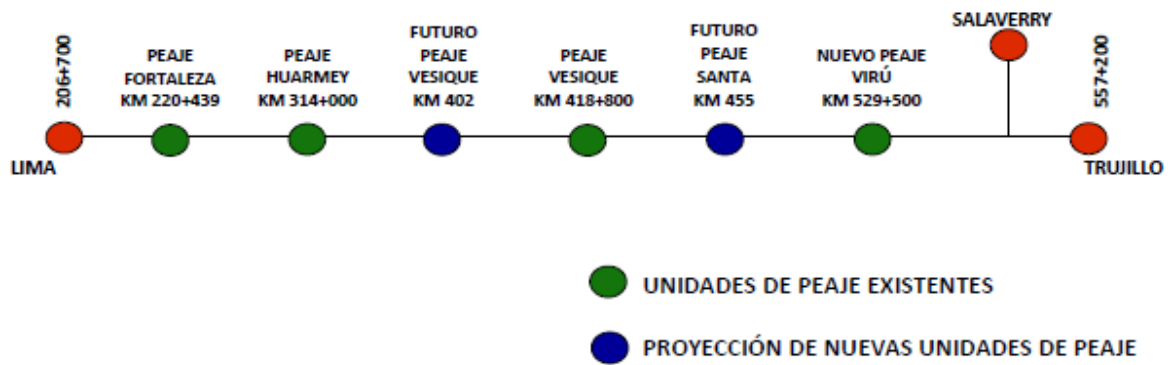 206+700
LIMA
PEAJE
FORTALEZA
KM 220+439
PEAJE
HUARMEY
KM 314+000
FUTURO
PEAJE
VESIQUE
KM 402
PEAJE
VESIQUE
KM 418+800
FUTURO
PEAJE
SANTA
KM 455
NUEVO PEAJE
VIRÚ
KM 529+500
SALAVERRY
557+200
TRUJILLO
UNIDADES DE PEAJE EXISTENTES
PROYECCIÓN DE NUEVAS UNIDADES DE PEAJE